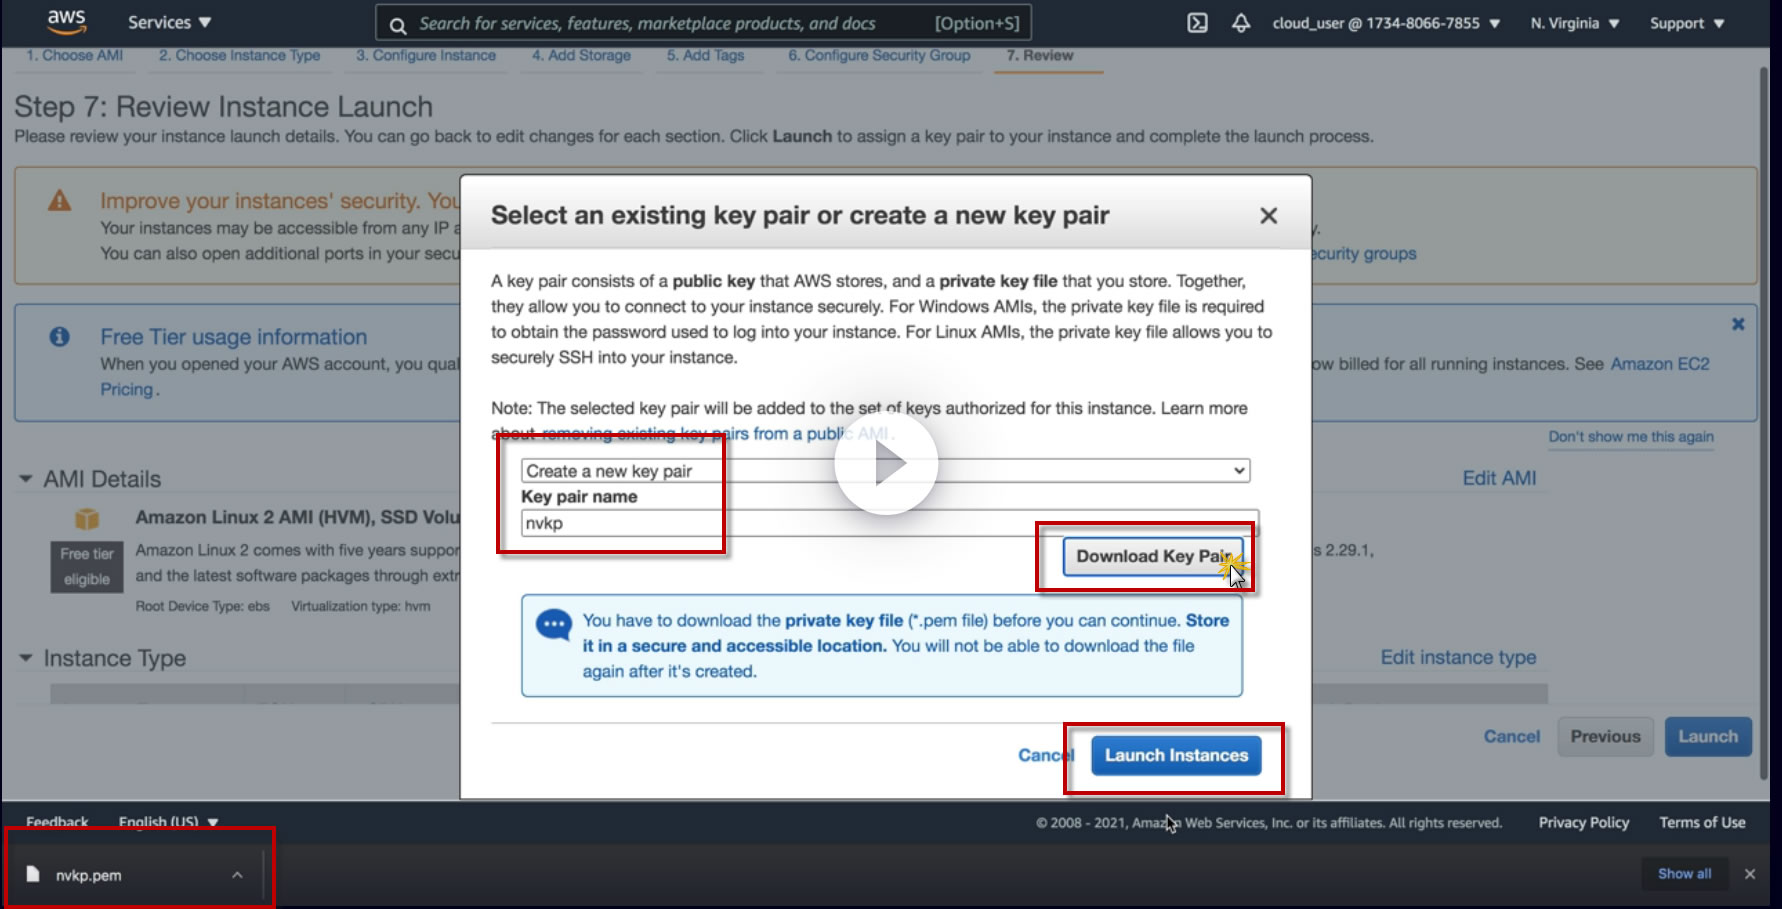 aws
Services
Search for services, features, marketplace products, and docs
[Option+S]
cloud_user @ 1734-8066-7855
N. Virginia
Support
1. Choose AMI
2. Choose Instance Type
3. Configure Instance
4. Add Storage
5. Add Tags
6. Configure Security Group
7. Review
Step 7: Review Instance Launch
Please review your instance launch details. You can go back to edit changes for each section. Click Launch to assign a key pair to your instance and complete the launch process.
Improve your instances' security. You
Your instances may be accessible from any IP a
You can also open additional ports in your secu
y.
ecurity groups
Free Tier usage information
When you opened your AWS account, you qual
Pricing.
ow billed for all running instances. See Amazon EC2
Don't show me this again
AMI Details
Edit AMI
Amazon Linux 2 AMI (HVM), SSD Volu
Free tier
eligible
Amazon Linux 2 comes with five years suppor
and the latest software packages through extr
s 2.29.1,
Root Device Type: ebs
Virtualization type: hvm
Instance Type
Edit instance type
Cancel
Previous
Launch
Select an existing key pair or create a new key pair
A key pair consists of a public key that AWS stores, and a private key file that you store. Together,
they allow you to connect to your instance securely. For Windows AMIs, the private key file is required
to obtain the password used to log into your instance. For Linux AMIs, the private key file allows you to
securely SSH into your instance.
Note: The selected key pair will be added to the set of keys authorized for this instance. Learn more
about removing existing key pairs from a public AMI.
Create a new key pair
Key pair name
nvkp
Download Key Pair
You have to download the private key file (*.pem file) before you can continue. Store
it in a secure and accessible location. You will not be able to download the file
again after it's created.
Cancel
Launch Instances
Feedback
English (US)
© 2008 - 2021, Amazon Web Services, Inc. or its affiliates. All rights reserved.
Privacy Policy
Terms of Use
nvkp.pem
Show all